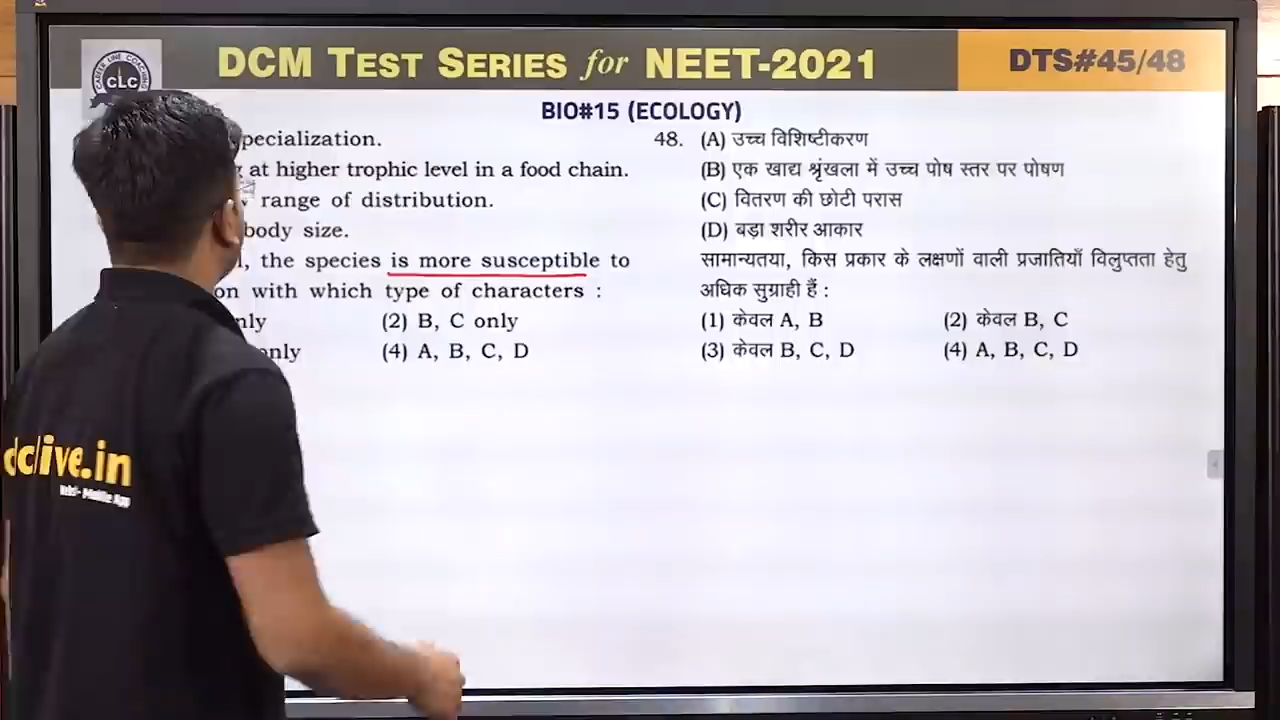 DCM TEST SERIES for NEET-2021
DTS#45/48
CLC
BIO#15 (ECOLOGY)
pecialization.
at higher trophic level in a food chain.
range of distribution.
body size.
, the species is more susceptible to
on with which type of characters :
nly
(2) B, C only
only
(4) A, B, C, D
48. (A) उच्च विशिष्टीकरण
(B) एक खाद्य श्रृंखला में उच्च पोष स्तर पर पोषण
(C) वितरण की छोटी परास
(D) बड़ा शरीर आकार
सामान्यतया, किस प्रकार के लक्षणों वाली प्रजातियाँ विलुप्तता हेतु
अधिक सुग्राही हैं :
(1) केवल A, B
(2) केवल B, C
(3) केवल B, C, D
(4) A, B, C, D
clclive.in